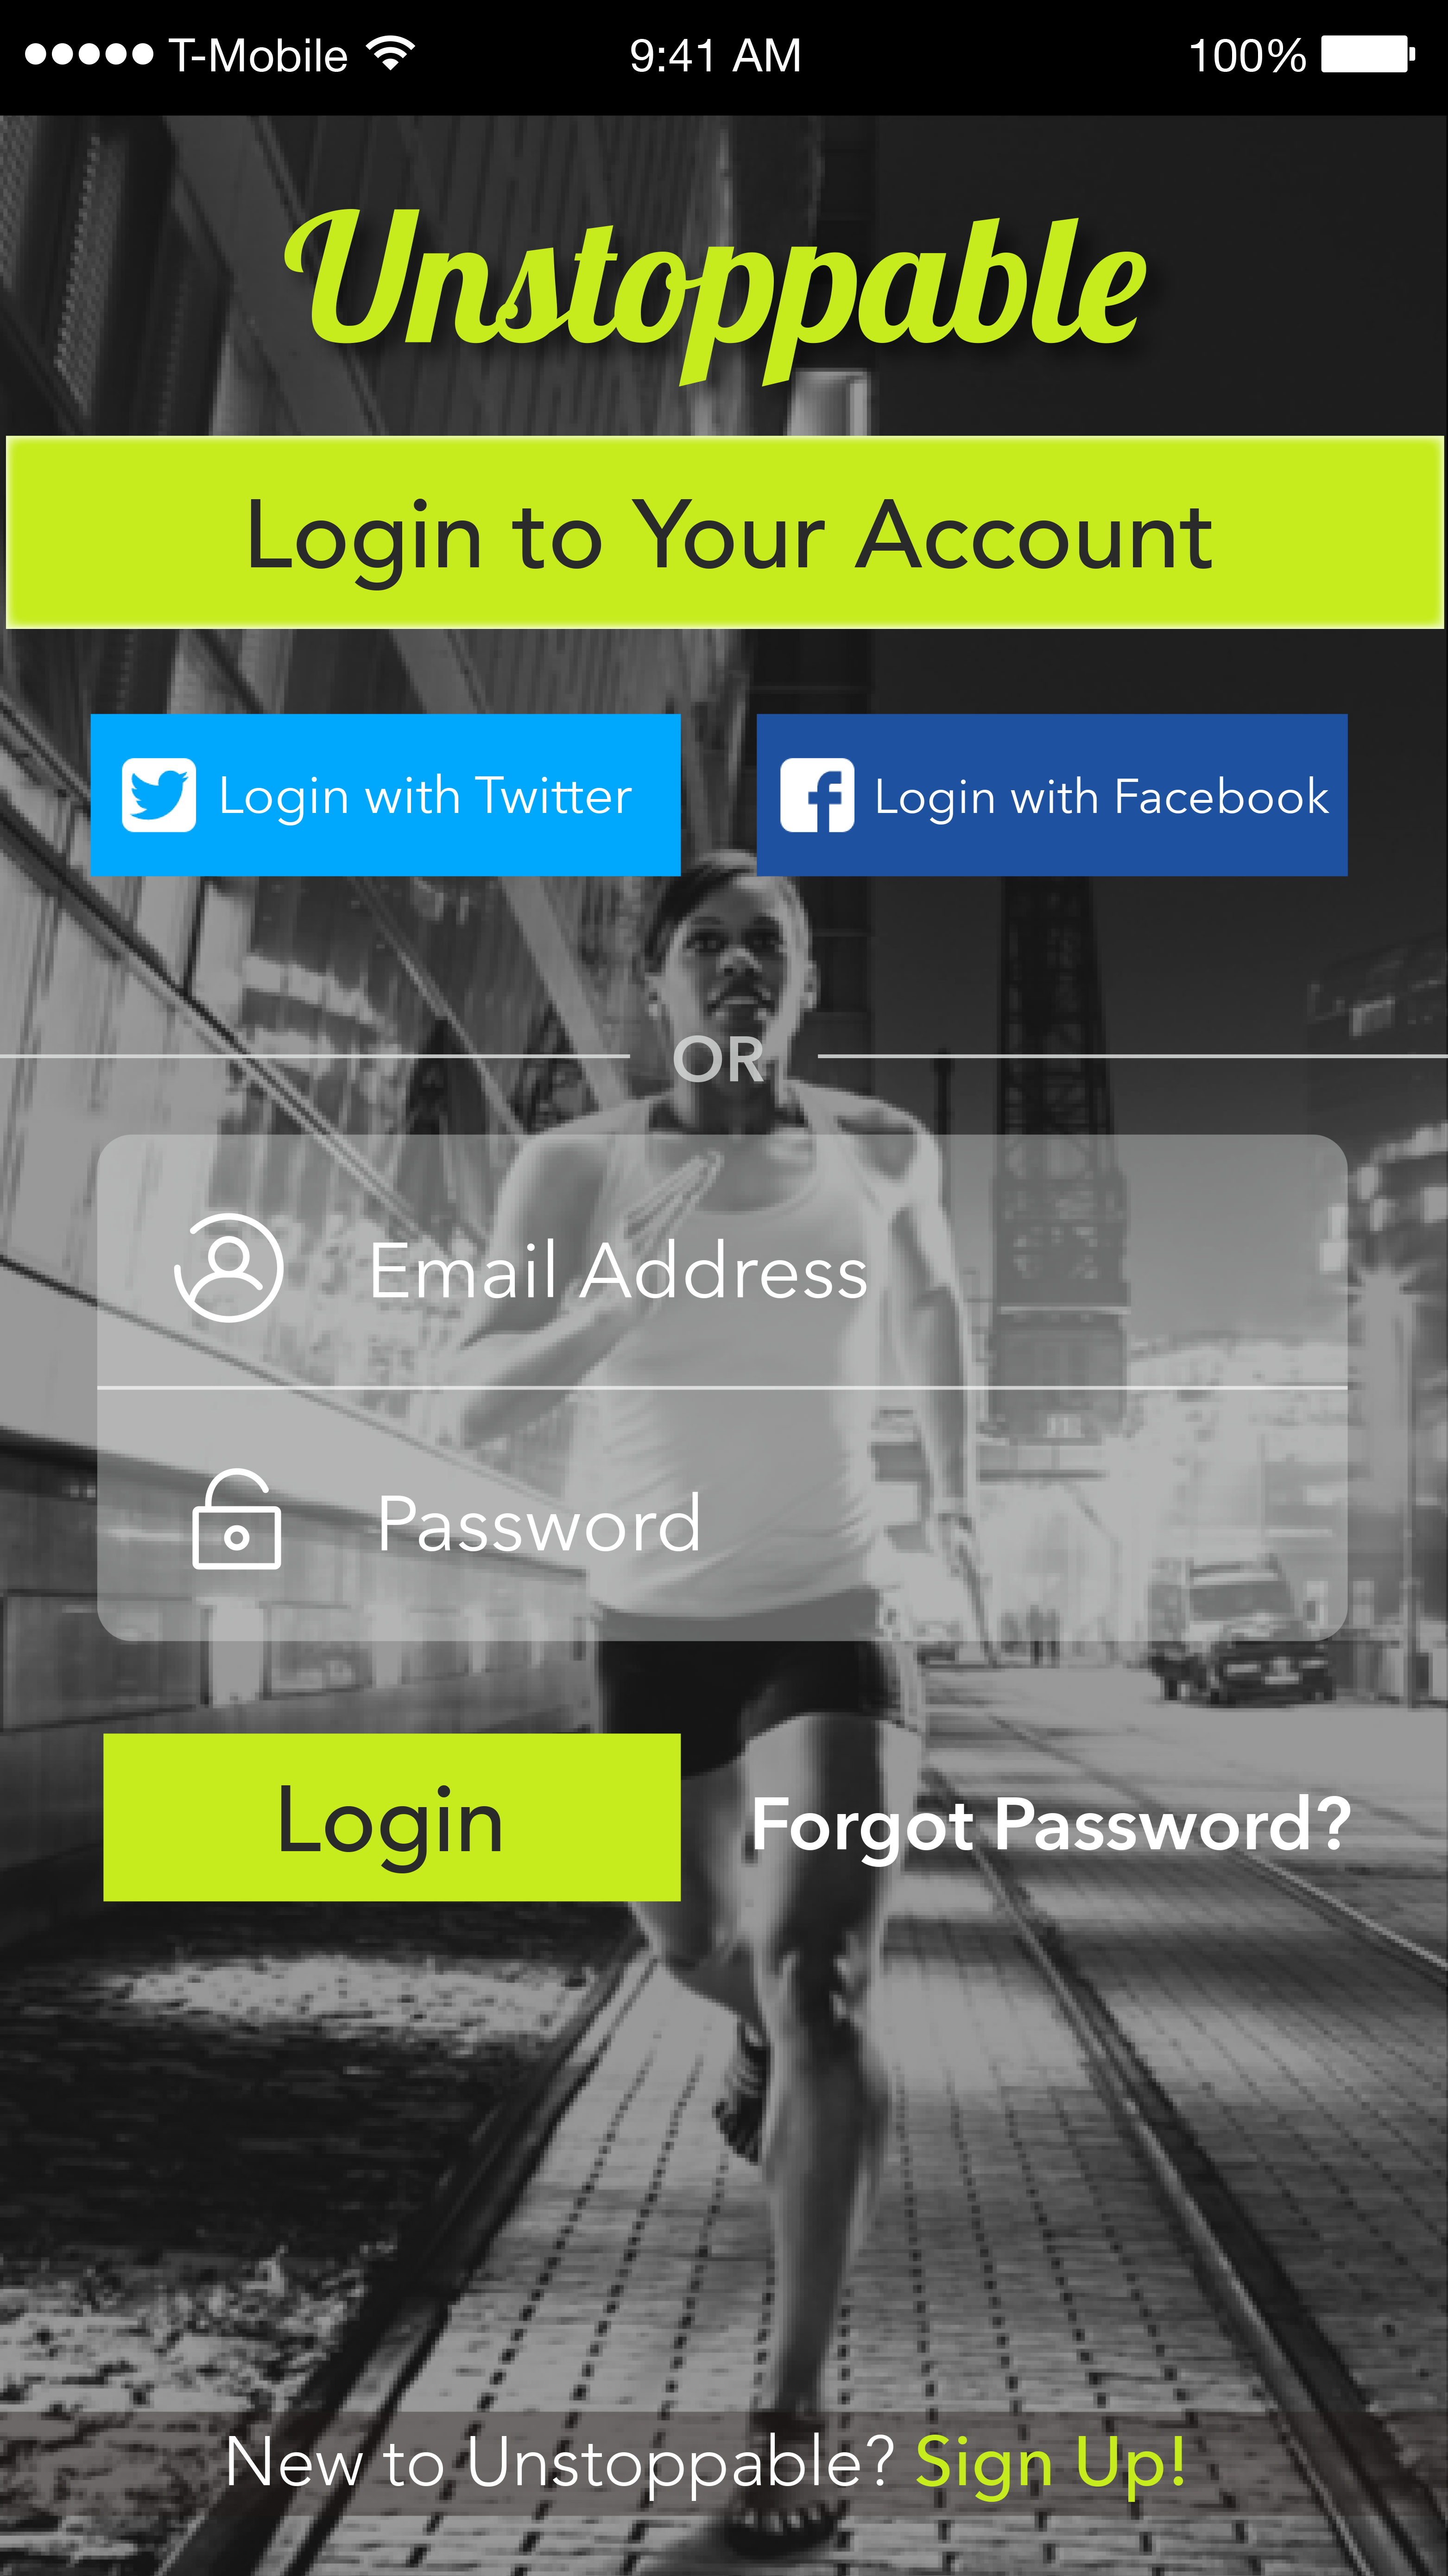 T-Mobile 9:41 AM 100%
Unstoppable
Login to Your Account
Login with Twitter Login with Facebook
OR
Email Address
Password
Login Forgot Password?
New to Unstoppable? Sign Up!